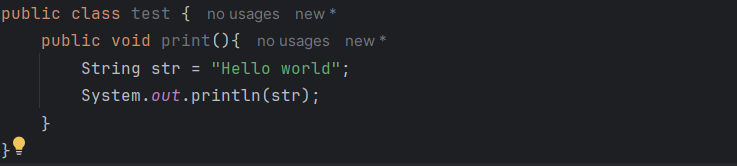 public class test { no usages new *
public void print(){ no usages new *
String str = "Hello world";
System.out.println(str);
}
}